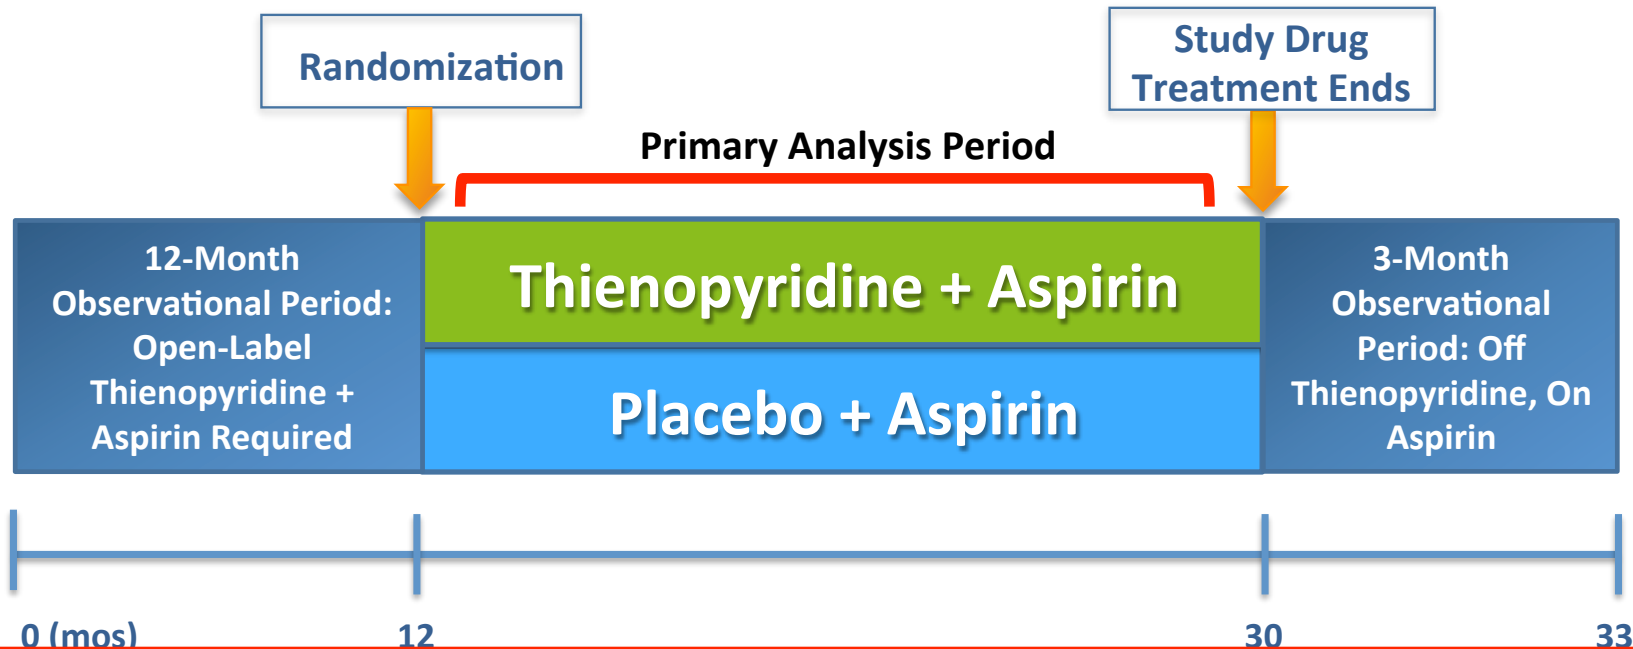 Randomization
Study Drug
Treatment Ends
Primary Analysis Period
12-Month
Observational Period:
Open-Label
Thienopyridine +
Aspirin Required
Thienopyridine + Aspirin
Placebo + Aspirin
3-Month
Observational
Period: Off
Thienopyridine, On
Aspirin
0 (mos)
12
30
33